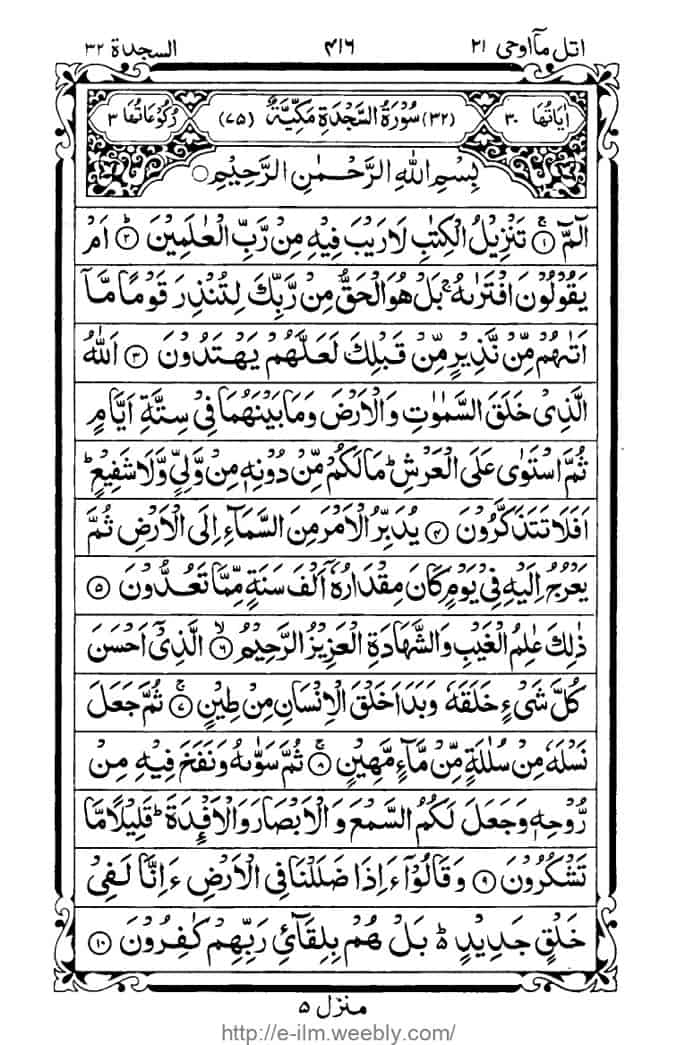 اتل مآاوحی ۲۱ ۴۱۶ السجدة ۳۲
اٰیَاتُهَا ۳۰ (۳۲) سُوْرَةُ السَّجْدَةِ مَكِّيَّةٌ (۷۵) رُكُوْعَاتُهَا ۳
بِسْمِ اللّٰهِ الرَّحْمٰنِ الرَّحِيْمِ ○
الٓمّٓ ۚ۝۱ تَنْزِيْلُ الْكِتٰبِ لَا رَيْبَ فِيْهِ مِنْ رَّبِّ الْعٰلَمِيْنَ ؕ۝۲ اَمْ
يَقُوْلُوْنَ افْتَرٰىهُ ۚ بَلْ هُوَ الْحَقُّ مِنْ رَّبِّكَ لِتُنْذِرَ قَوْمًا مَّاۤ
اَتٰىهُمْ مِّنْ نَّذِيْرٍ مِّنْ قَبْلِكَ لَعَلَّهُمْ يَهْتَدُوْنَ ۝۳ اَللّٰهُ
الَّذِيْ خَلَقَ السَّمٰوٰتِ وَالْاَرْضَ وَمَا بَيْنَهُمَا فِيْ سِتَّةِ اَيَّامٍ
ثُمَّ اسْتَوٰى عَلَى الْعَرْشِ ؕ مَا لَكُمْ مِّنْ دُوْنِهٖ مِنْ وَّلِيٍّ وَّلَا شَفِيْعٍ ؕ
اَفَلَا تَتَذَكَّرُوْنَ ۝۴ يُدَبِّرُ الْاَمْرَ مِنَ السَّمَآءِ اِلَى الْاَرْضِ ثُمَّ
يَعْرُجُ اِلَيْهِ فِيْ يَوْمٍ كَانَ مِقْدَارُهٗۤ اَلْفَ سَنَةٍ مِّمَّا تَعُدُّوْنَ ۝۵
ذٰلِكَ عٰلِمُ الْغَيْبِ وَالشَّهَادَةِ الْعَزِيْزُ الرَّحِيْمُ ۙ۝۶ الَّذِيْۤ اَحْسَنَ
كُلَّ شَيْءٍ خَلَقَهٗ وَبَدَاَ خَلْقَ الْاِنْسَانِ مِنْ طِيْنٍ ۚ۝۷ ثُمَّ جَعَلَ
نَسْلَهٗ مِنْ سُلٰلَةٍ مِّنْ مَّآءٍ مَّهِيْنٍ ۚ۝۸ ثُمَّ سَوّٰىهُ وَنَفَخَ فِيْهِ مِنْ
رُّوْحِهٖ وَجَعَلَ لَكُمُ السَّمْعَ وَالْاَبْصَارَ وَالْاَفْـِٕدَةَ ؕ قَلِيْلًا مَّا
تَشْكُرُوْنَ ۝۹ وَقَالُوْۤا ءَاِذَا ضَلَلْنَا فِي الْاَرْضِ ءَاِنَّا لَفِيْ
خَلْقٍ جَدِيْدٍ ؕ۬ بَلْ هُمْ بِلِقَآئِ رَبِّهِمْ كٰفِرُوْنَ ۝۱۰
منزل ۵
http://e-ilm.weebly.com/